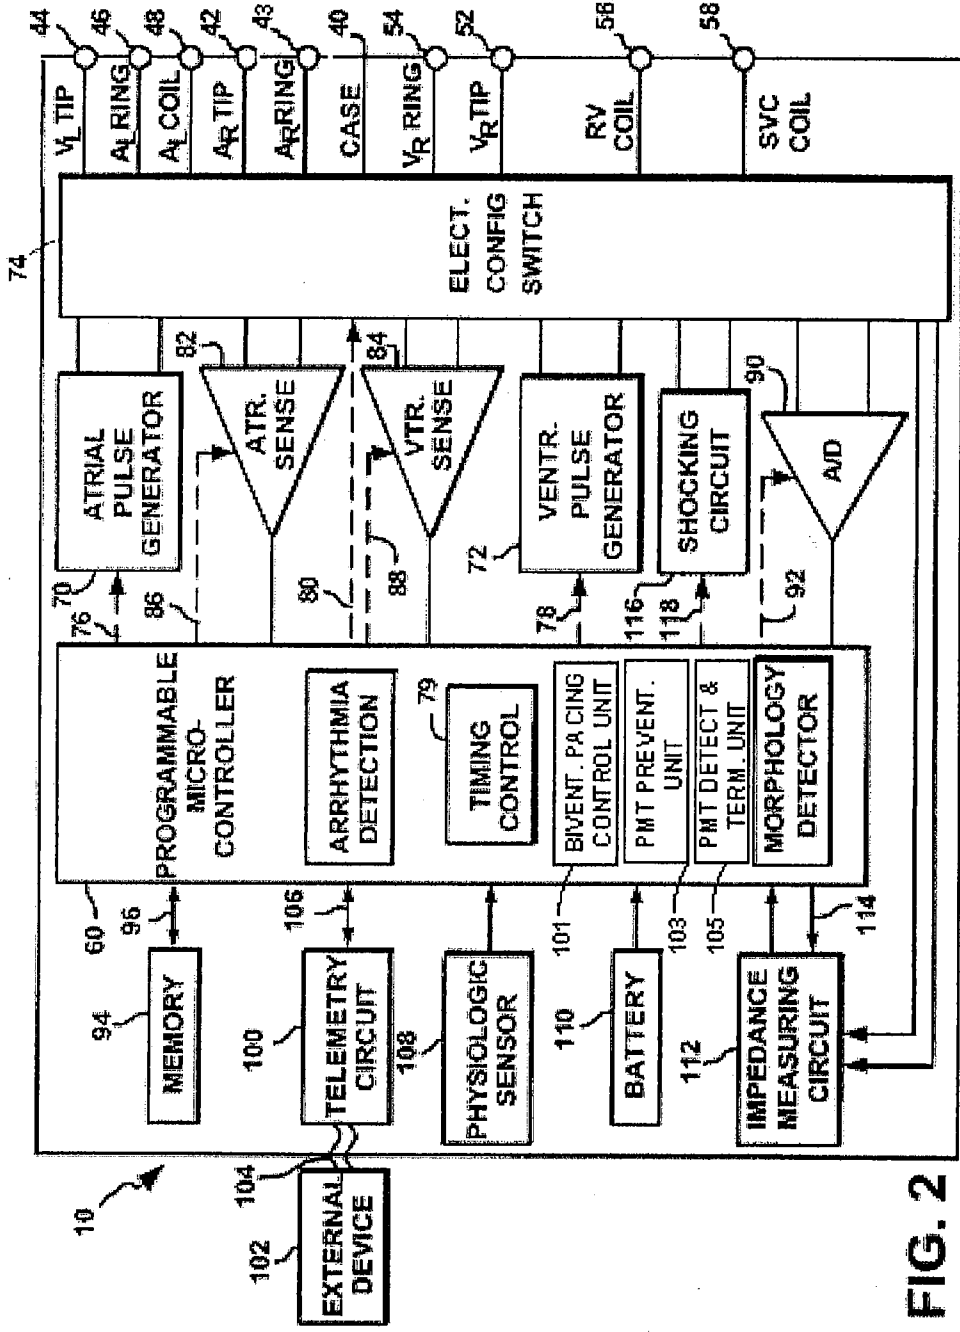 44
46
48
42
43
40
54
52
56
58
VL TIP
AL RING
AL COIL
AR TIP
AR RING
CASE
VR RING
VR TIP
RV
COIL
SVC
COIL
74
ELECT.
CONFIG
SWITCH
ATRIAL
PULSE
GENERATOR
70
76
82
ATR.
SENSE
86
80
84
VTR.
SENSE
88
VENTR.
PULSE
GENERATOR
72
78
SHOCKING
CIRCUIT
116
118
90
A/D
92
PROGRAMMABLE
MICRO-
CONTROLLER
60
ARRHYTHMIA
DETECTION
79
TIMING
CONTROL
BIVENT. PACING
CONTROL UNIT
101
PMT PREVENT.
UNIT
103
PMT DETECT &
TERM. UNIT
105
MORPHOLOGY
DETECTOR
96
MEMORY
94
106
TELEMETRY
CIRCUIT
100
PHYSIOLOGIC
SENSOR
108
BATTERY
110
114
IMPEDANCE
MEASURING
CIRCUIT
112
10
104
EXTERNAL
DEVICE
102
FIG. 2